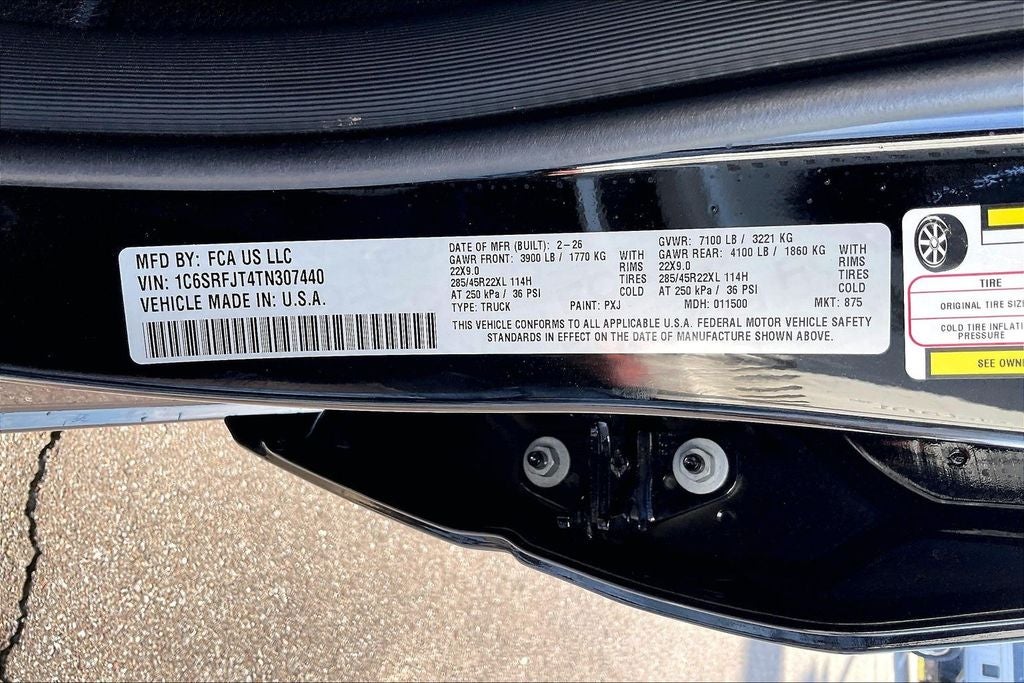 MFD BY: FCA US LLC
VIN: 1C6SRFJT4TN307440
VEHICLE MADE IN: U.S.A.
DATE OF MFR (BUILT): 2-26
GAWR FRONT: 3900 LB / 1770 KG WITH
22X9.0 RIMS
285/45R22XL 114H TIRES
AT 250 kPa / 36 PSI COLD
TYPE: TRUCK PAINT: PXJ
GVWR: 7100 LB / 3221 KG
GAWR REAR: 4100 LB / 1860 KG WITH
22X9.0 RIMS
285/45R22XL 114H TIRES
AT 250 kPa / 36 PSI COLD
MDH: 011500 MKT: 875
THIS VEHICLE CONFORMS TO ALL APPLICABLE U.S.A. FEDERAL MOTOR VEHICLE SAFETY
STANDARDS IN EFFECT ON THE DATE OF MANUFACTURE SHOWN ABOVE.
TIRE
ORIGINAL TIRE SIZE
COLD TIRE INFLATI
PRESSURE
SEE OWN